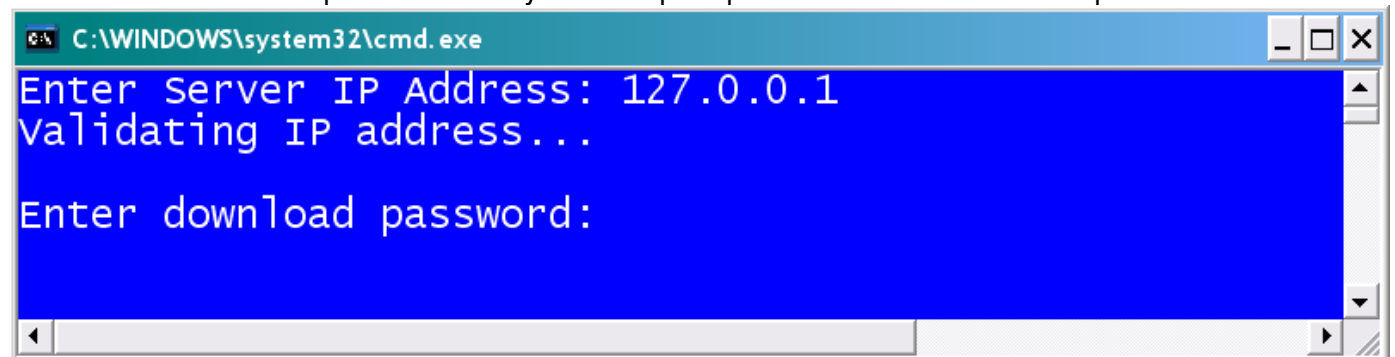 C:\WINDOWS\system32\cmd.exe
Enter Server IP Address: 127.0.0.1
Validating IP address...
Enter download password: